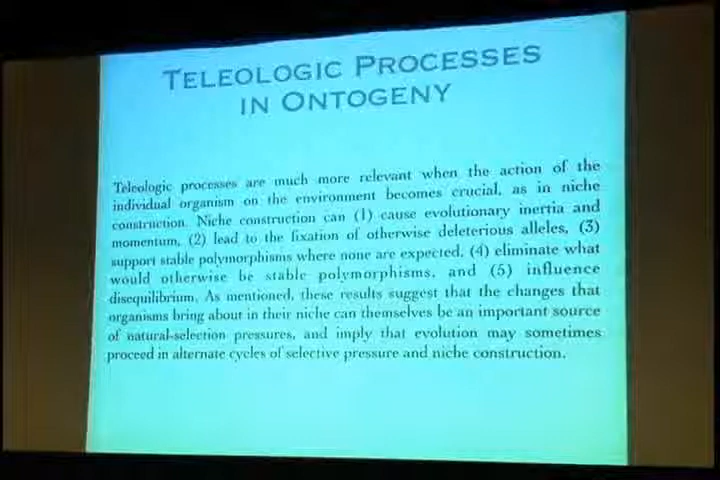 TELEOLOGIC PROCESSES
IN ONTOGENY
Teleologic processes are much more relevant when the action of the
individual organism on the environment becomes crucial, as in niche
construction. Niche construction can (1) cause evolutionary inertia and
momentum, (2) lead to the fixation of otherwise deleterious alleles, (3)
support stable polymorphisms where none are expected, (4) eliminate what
would otherwise be stable polymorphisms, and (5) influence
disequilibrium. As mentioned, these results suggest that the changes that
organisms bring about in their niche can themselves be an important source
of natural-selection pressures, and imply that evolution may sometimes
proceed in alternate cycles of selective pressure and niche construction.